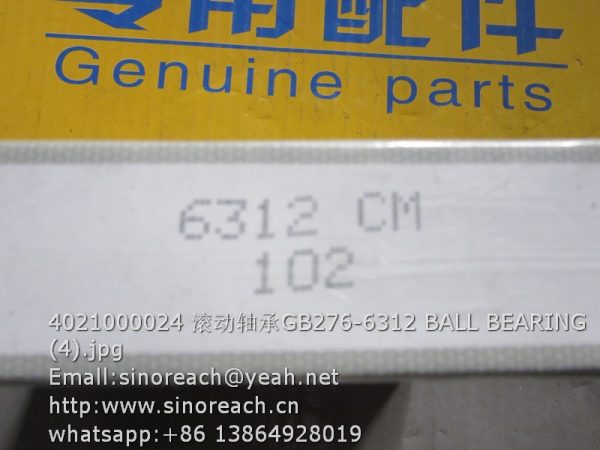 专用配件
Genuine parts
6312 CM
102
4021000024 滚动轴承GB276-6312 BALL BEARING
(4).jpg
Email:sinoreach@yeah.net
http:www.sinoreach.cn
whatsapp:+86 13864928019